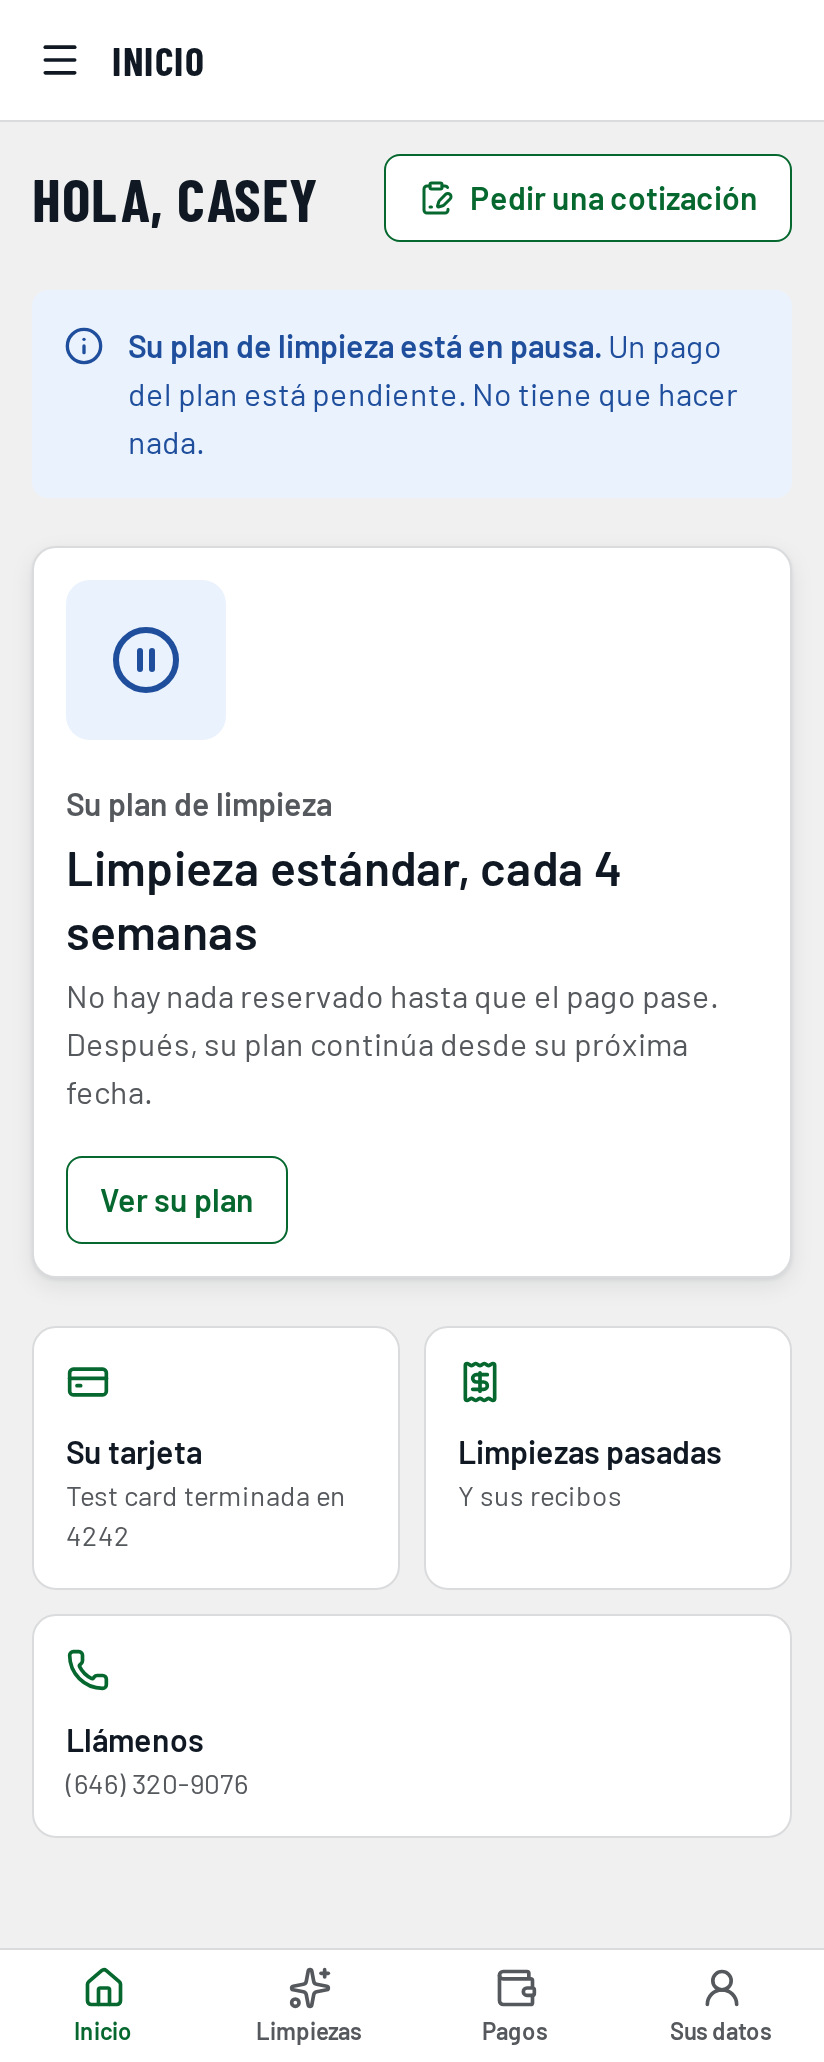 INICIO
HOLA, CASEY
Pedir una cotización
Su plan de limpieza está en pausa. Un pago
del plan está pendiente. No tiene que hacer
nada.
Su plan de limpieza
Limpieza estándar, cada 4
semanas
No hay nada reservado hasta que el pago pase.
Después, su plan continúa desde su próxima
fecha.
Ver su plan
Su tarjeta
Test card terminada en
4242
Limpiezas pasadas
Y sus recibos
Llámenos
(646) 320-9076
Inicio
Limpiezas
Pagos
Sus datos